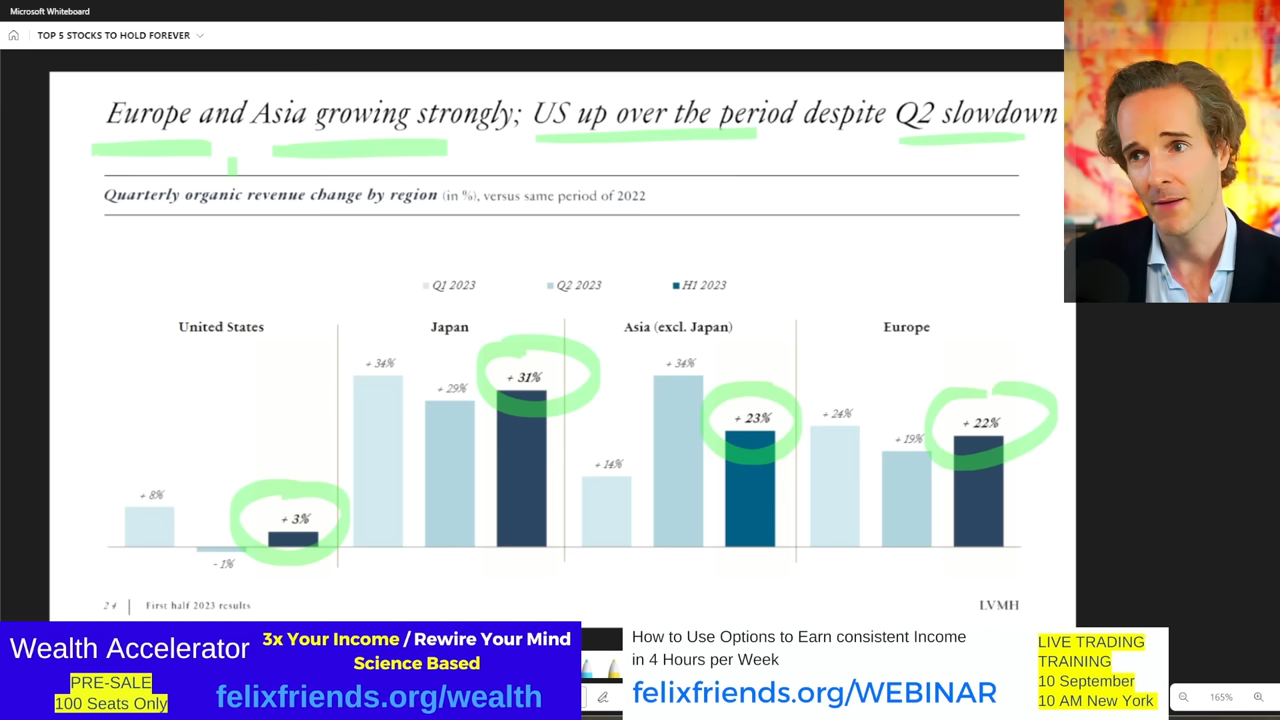 Microsoft Whiteboard
TOP 5 STOCKS TO HOLD FOREVER
Europe and Asia growing strongly; US up over the period despite Q2 slowdown
Quarterly organic revenue change by region (in %), versus same period of 2022
Q1 2023 Q2 2023 H1 2023
United States Japan Asia (excl. Japan) Europe
+ 8%
- 1%
+ 3%
+ 34%
+ 29%
+ 31%
+ 14%
+ 34%
+ 23%
+ 24%
+ 19%
+ 22%
24 | First half 2023 results LVMH
Wealth Accelerator
PRE-SALE
100 Seats Only
3x Your Income / Rewire Your Mind
Science Based
felixfriends.org/wealth
How to Use Options to Earn consistent Income
in 4 Hours per Week
felixfriends.org/WEBINAR
LIVE TRADING
TRAINING
10 September
10 AM New York
165%